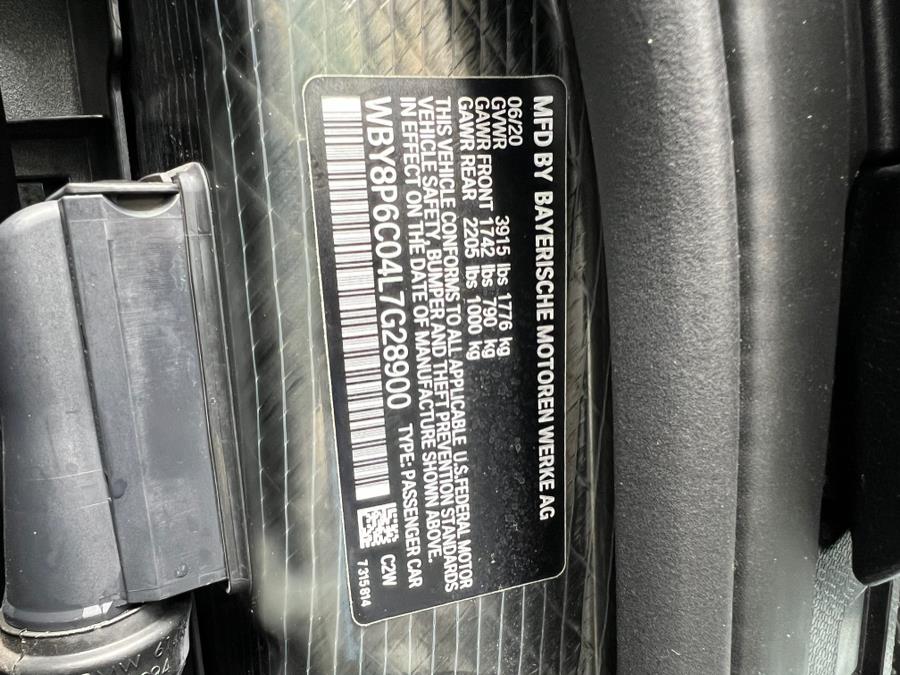 MFD BY BAYERISCHE MOTOREN WERKE AG
06/20
GVWR 3915 lbs 1776 kg
GAWR FRONT 1742 lbs 790 kg
GAWR REAR 2205 lbs 1000 kg
THIS VEHICLE CONFORMS TO ALL APPLICABLE U.S.FEDERAL MOTOR
VEHICLE SAFETY, BUMPER AND THEFT PREVENTION STANDARDS
IN EFFECT ON THE DATE OF MANUFACTURE SHOWN ABOVE.
WBY8P6C04L7G28900 TYPE: PASSENGER CAR
C2W
7315814